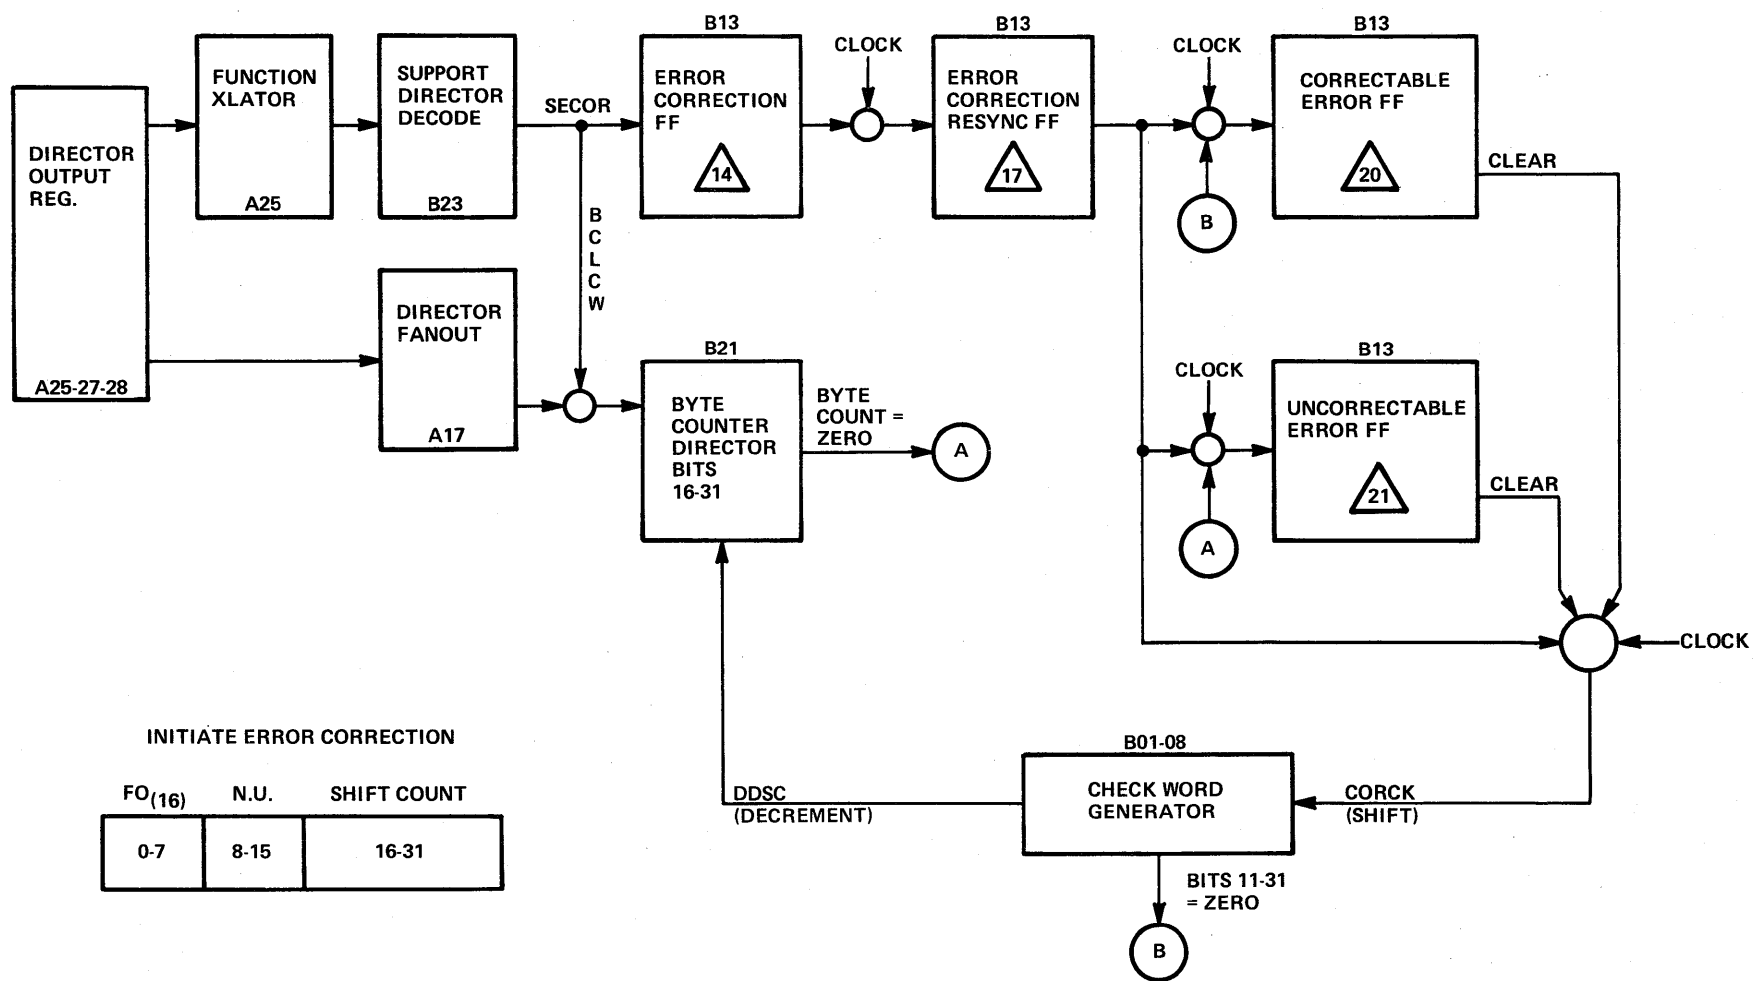 DIRECTOR
OUTPUT
REG.
A25-27-28
FUNCTION
XLATOR
A25
SUPPORT
DIRECTOR
DECODE
B23
SECOR
B
C
L
C
W
DIRECTOR
FANOUT
A17
B13
ERROR
CORRECTION
FF
14
CLOCK
B13
ERROR
CORRECTION
RESYNC FF
17
CLOCK
B
B13
CORRECTABLE
ERROR FF
20
CLEAR
B21
BYTE
COUNTER
DIRECTOR
BITS
16-31
BYTE
COUNT =
ZERO
A
CLOCK
A
B13
UNCORRECTABLE
ERROR FF
21
CLEAR
CLOCK
CORCK
(SHIFT)
B01-08
CHECK WORD
GENERATOR
DDSC
(DECREMENT)
BITS 11-31
= ZERO
B
INITIATE ERROR CORRECTION
FO(16) N.U. SHIFT COUNT
0-7 8-15 16-31